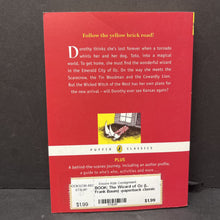 Follow the yellow brick road!
Dorothy thinks she's lost forever when a tornado
whirls her and her dog, Toto, into a magical
world. To get home, she must find the wonderful wizard
in the Emerald City of Oz. On the way she meets the
Scarecrow, the Tin Woodman and the Cowardly Lion.
But the Wicked Witch of the West has her own plans for
the new arrival – will Dorothy ever see Kansas again?
PUFFIN CLASSICS
PLUS
A behind-the-scenes journey, including an author profile,
a guide to who's who, activities and more
BOOK: The Wizard of Oz (L.
Frank Baum) -paperback classic
$1.99
$1.99